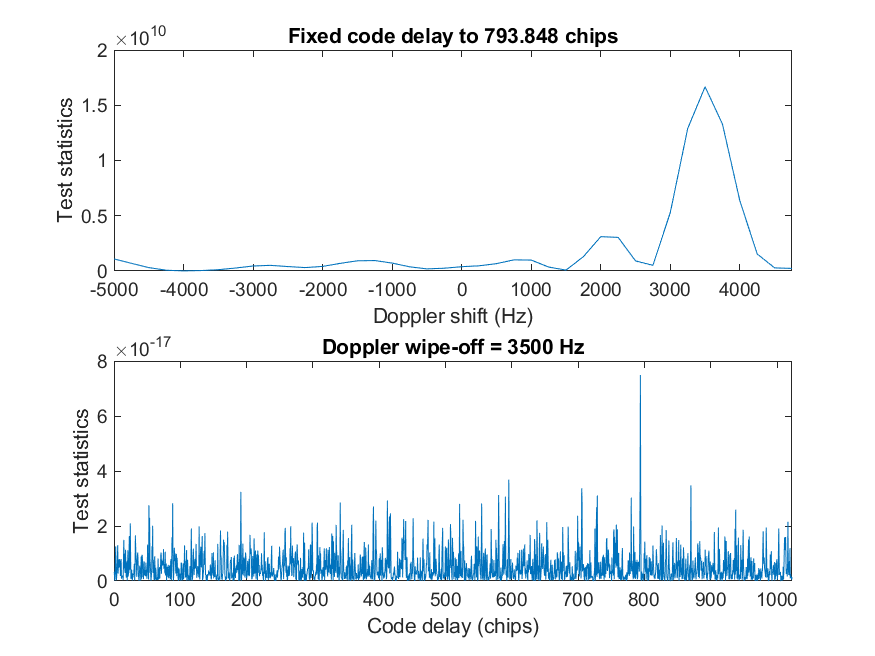 Fixed code delay to 793.848 chips
×10^10
2
1.5
1
0.5
0
Test statistics
-5000 -4000 -3000 -2000 -1000 0 1000 2000 3000 4000
Doppler shift (Hz)
Doppler wipe-off = 3500 Hz
×10^-17
8
6
4
2
0
Test statistics
0 100 200 300 400 500 600 700 800 900 1000
Code delay (chips)